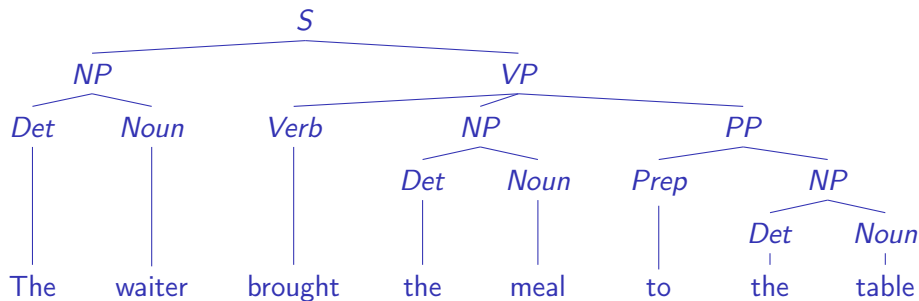 S
NP VP
Det Noun Verb NP PP
Det Noun Prep NP
Det Noun
The waiter brought the meal to the table